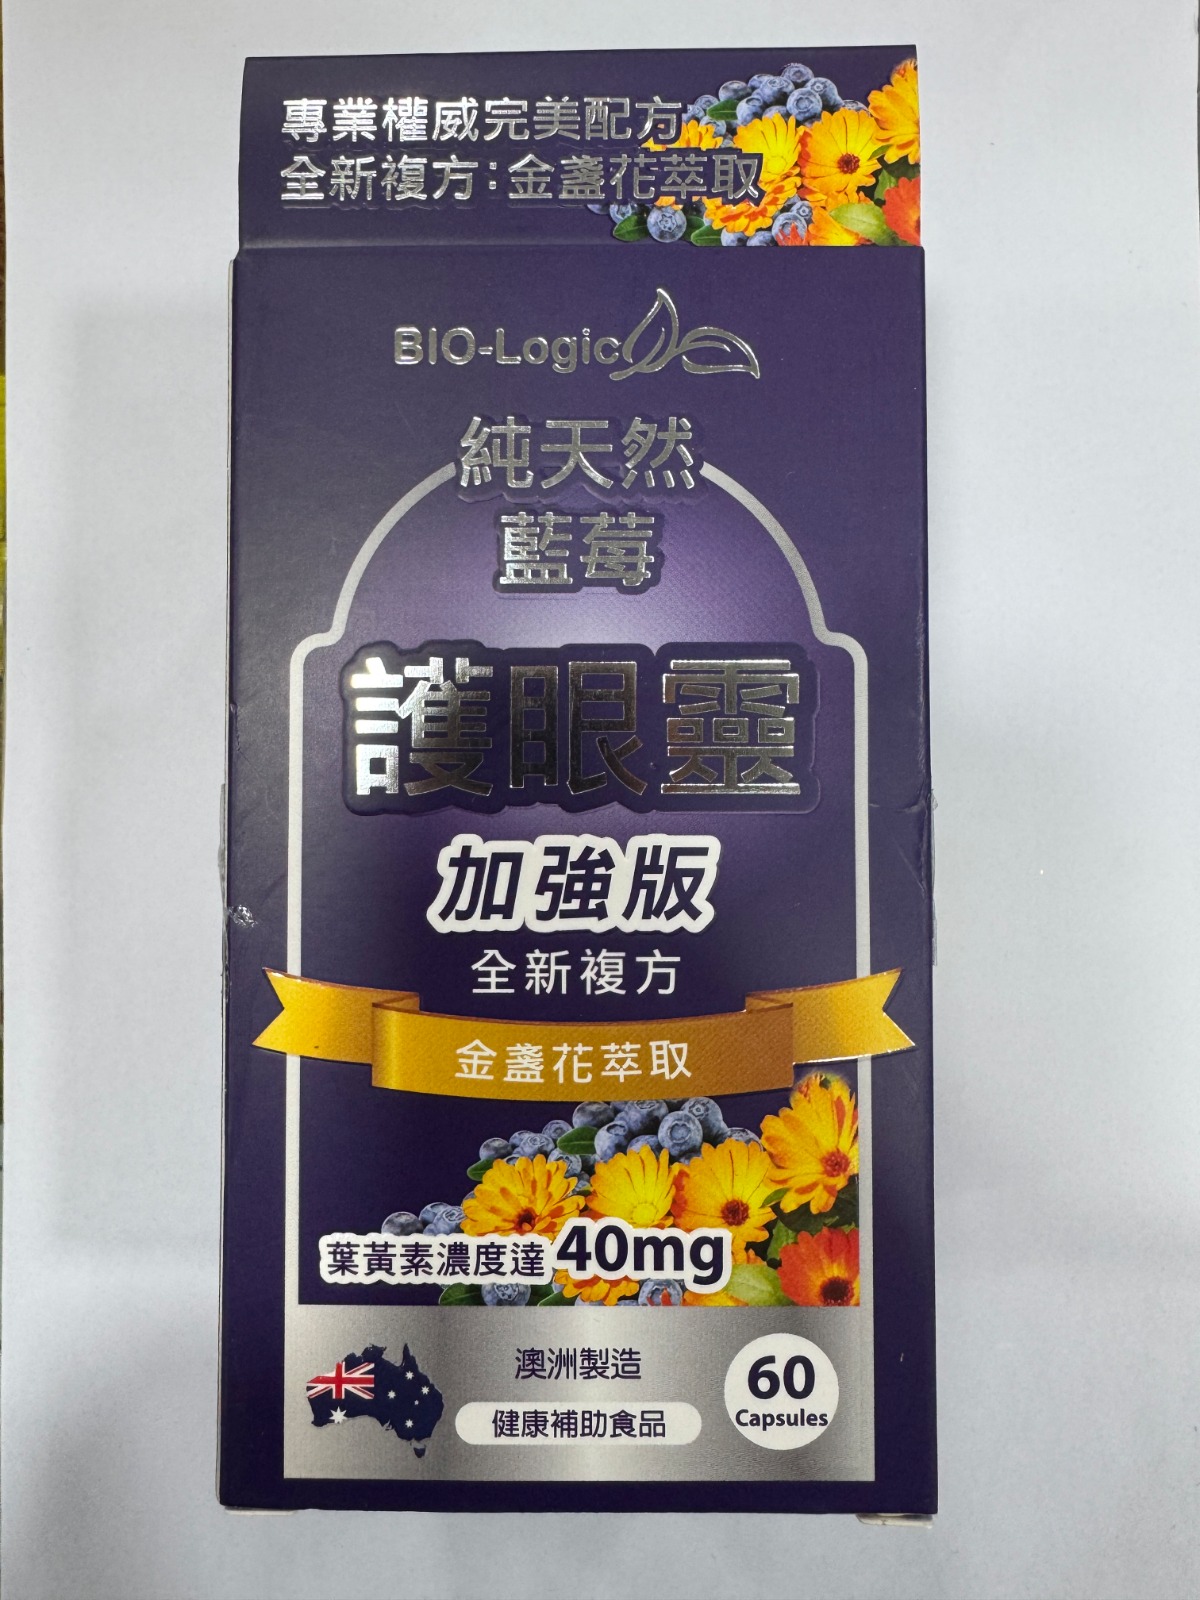 專業權威完美配方
全新複方:金盞花萃取
BIO-Logic
純天然
藍莓
護眼靈
加強版
全新複方
金盞花萃取
葉黃素濃度達 40mg
澳洲製造
健康補助食品
60
Capsules